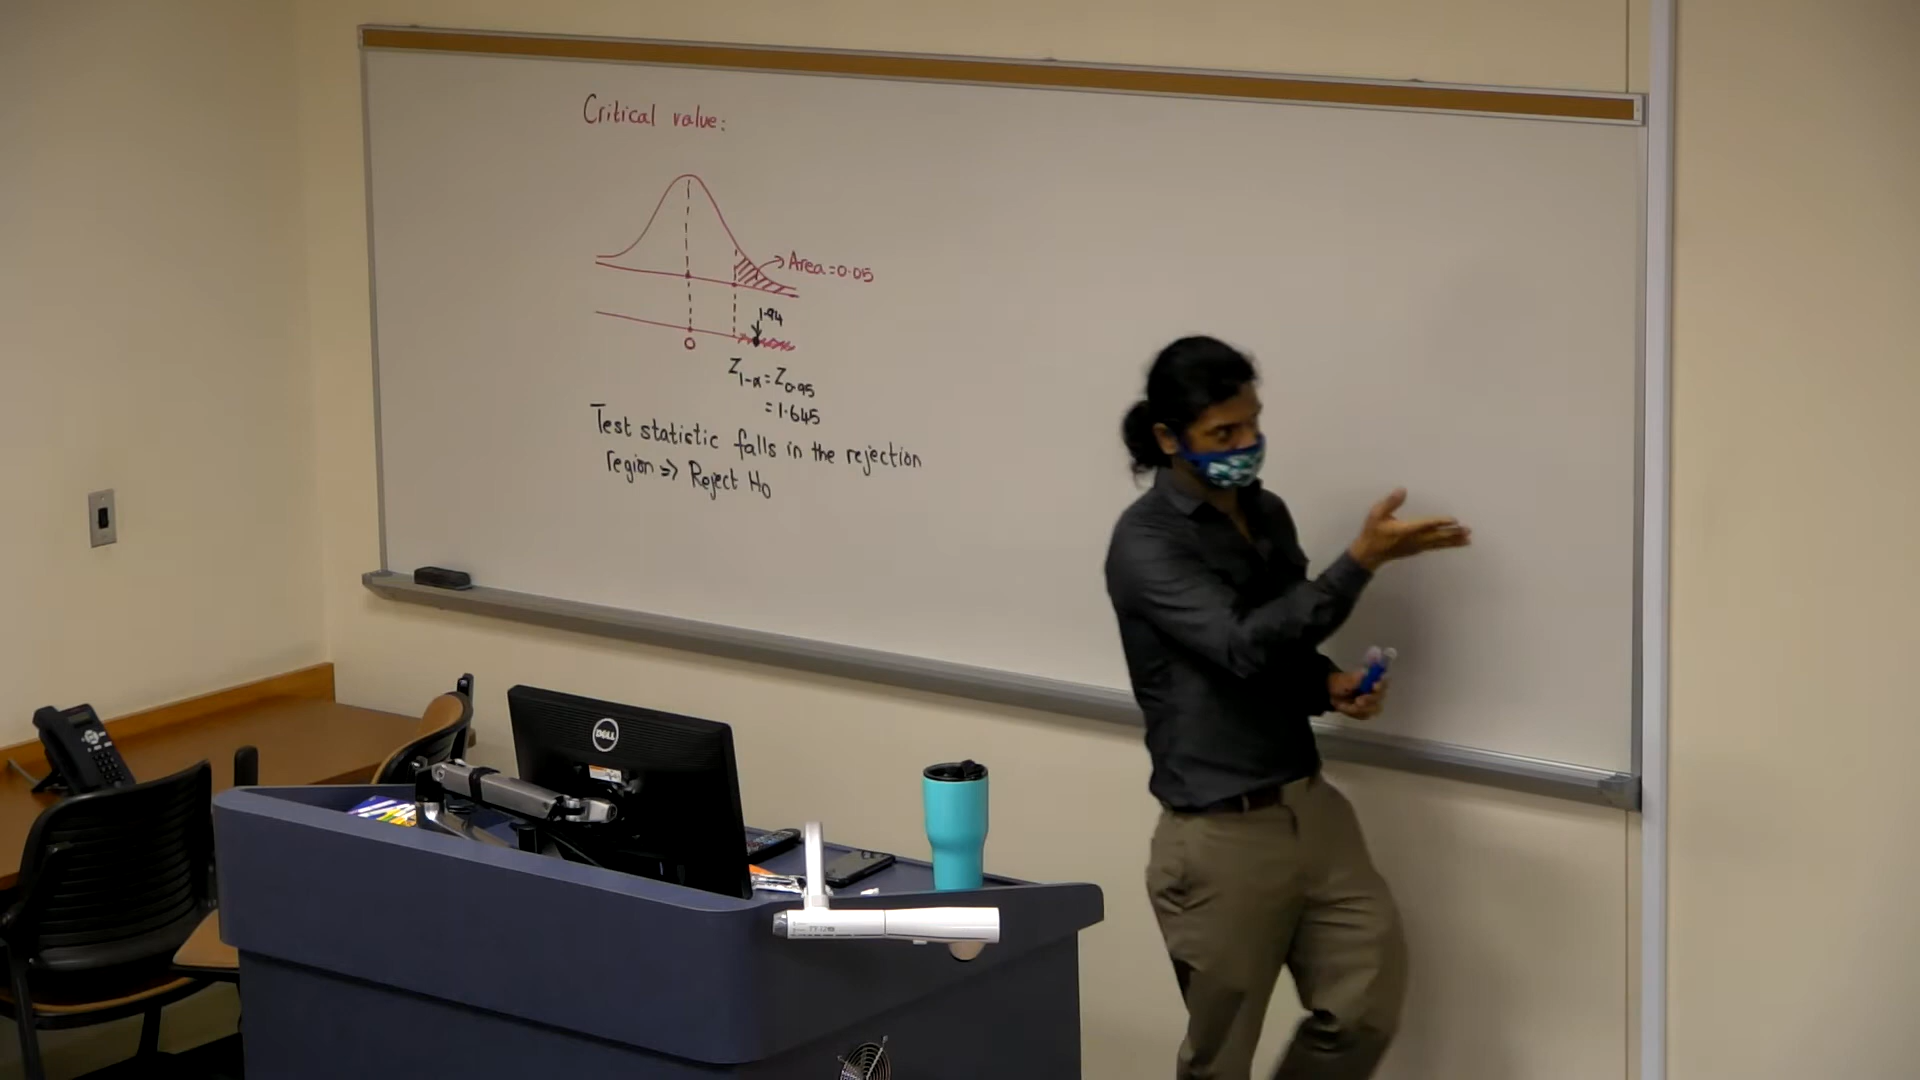 Critical value:
Area = 0.05
1.94
0
Z1-α = Z0.95
= 1.645
Test statistic falls in the rejection
region => Reject H0
DELL